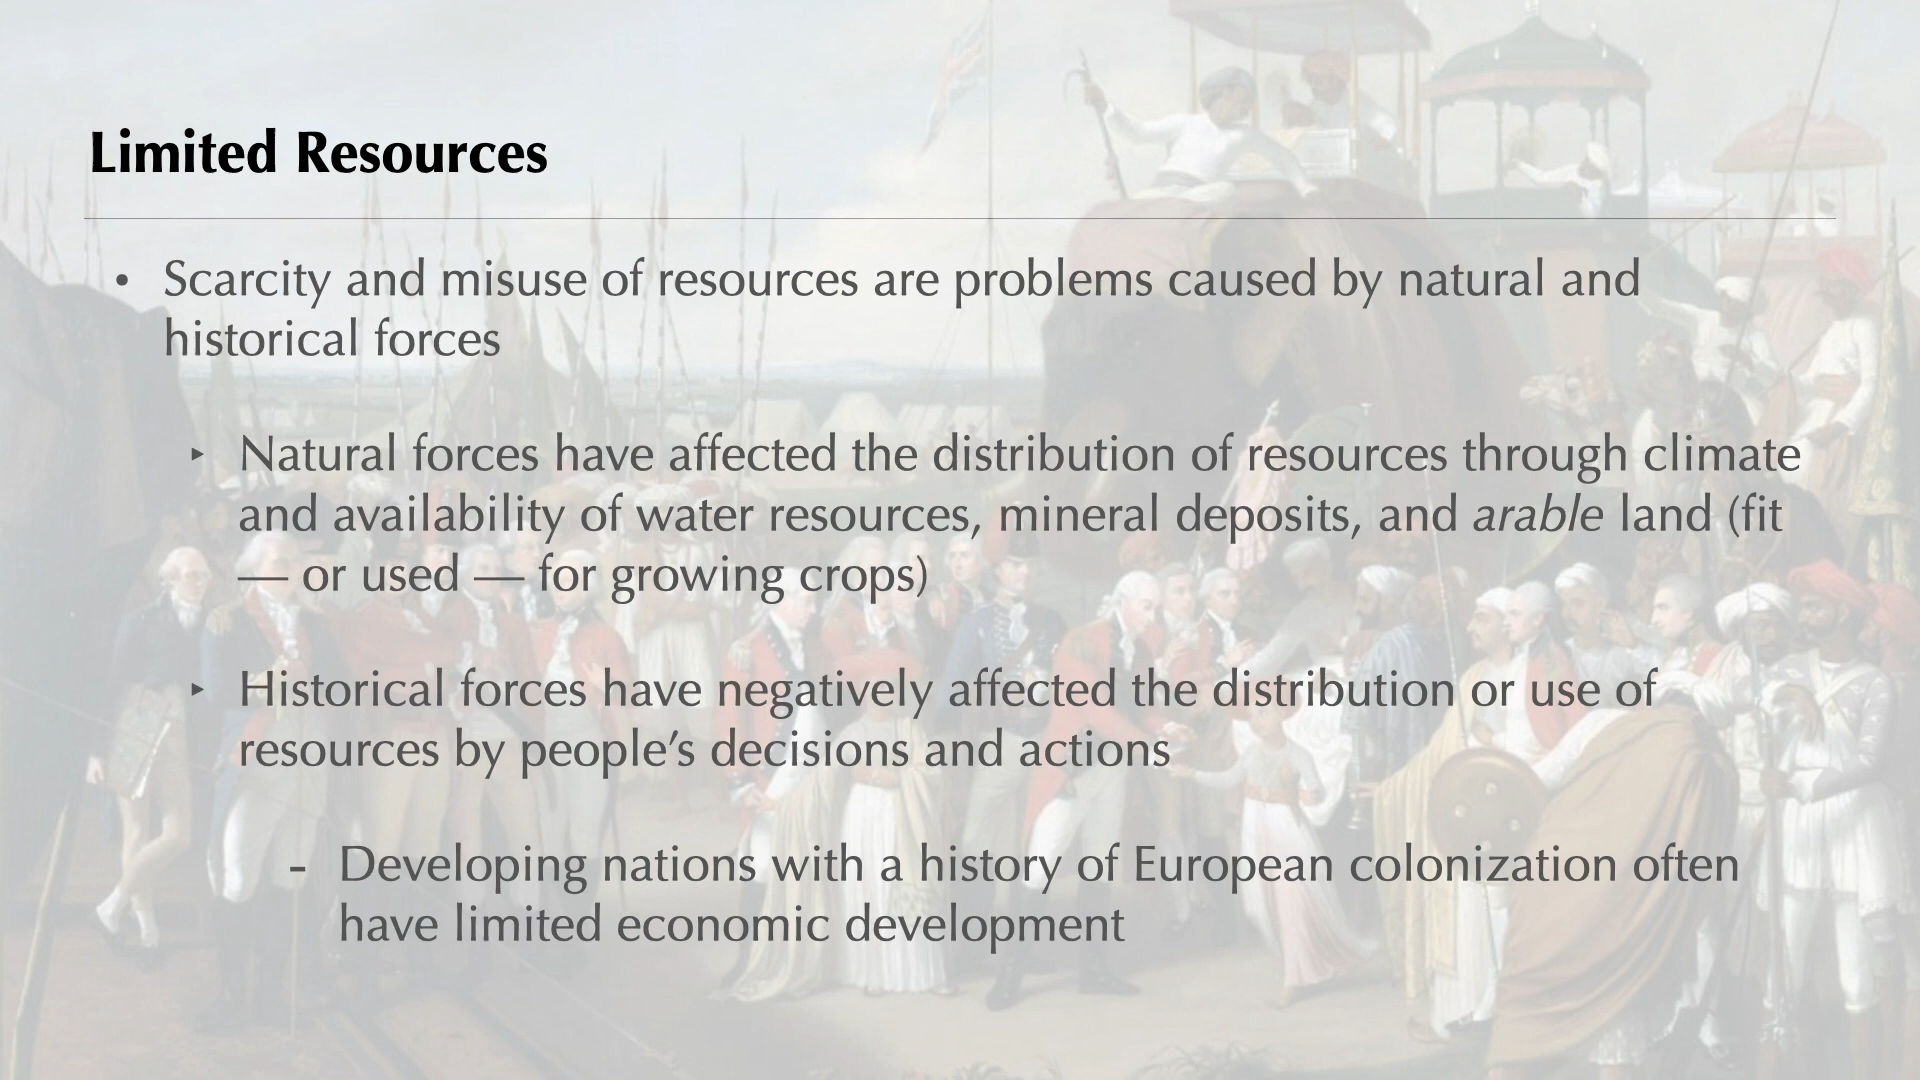 Limited Resources
• Scarcity and misuse of resources are problems caused by natural and
historical forces
‣ Natural forces have affected the distribution of resources through climate
and availability of water resources, mineral deposits, and arable land (fit
— or used — for growing crops)
‣ Historical forces have negatively affected the distribution or use of
resources by people’s decisions and actions
- Developing nations with a history of European colonization often
have limited economic development